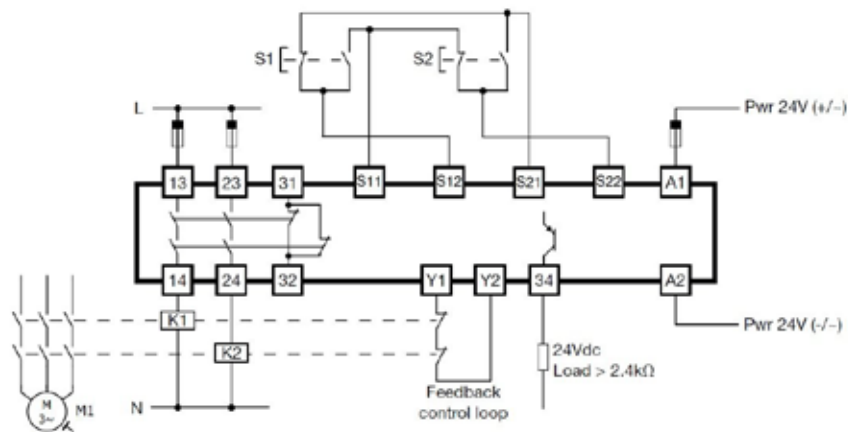 S1
S2
L
Pwr 24V (+/~)
13
23
31
S11
S12
S21
S22
A1
14
24
32
Y1
Y2
34
A2
K1
K2
Pwr 24V (-/~)
24Vdc
Load > 2.4kΩ
Feedback
control loop
M
3~
M1
N